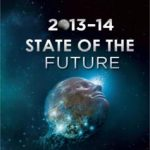 2013-14
STATE OF THE
FUTURE